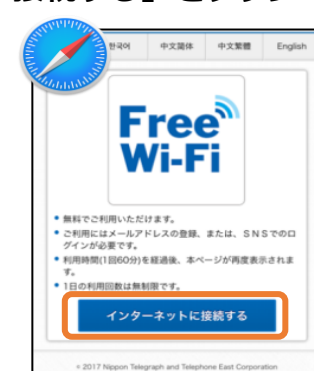 接続する」をタップ
한국어 中文简体 中文繁體 English
Free
Wi-Fi
• 無料でご利用いただけます。
• ご利用にはメールアドレスの登録、または、SNSでのロ
グインが必要です。
• 利用時間(1回60分)を経過後、本ページが再度表示されま
す。
• 1日の利用回数は無制限です。
インターネットに接続する
© 2017 Nippon Telegraph and Telephone East Corporation